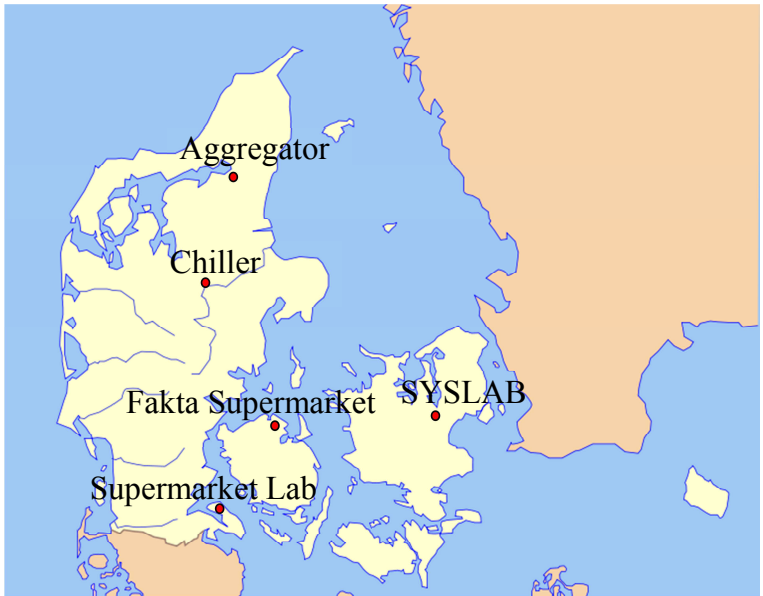 Aggregator
Chiller
Fakta Supermarket
SYSLAB
Supermarket Lab